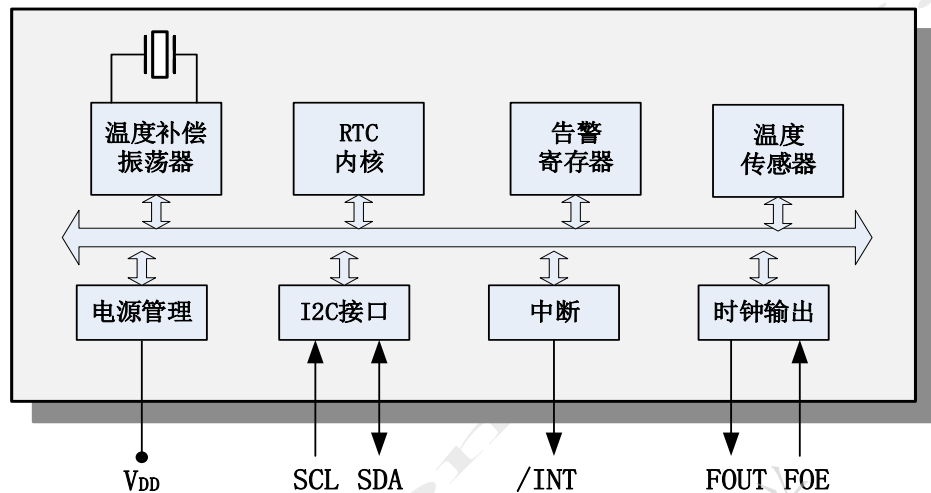 温度补偿
振荡器
RTC
内核
告警
寄存器
温度
传感器
电源管理
I2C接口
中断
时钟输出
VDD
SCL
SDA
/INT
FOUT
FOE